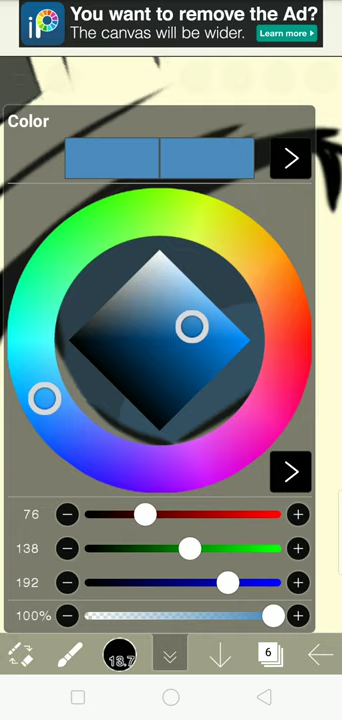 You want to remove the Ad?
The canvas will be wider.
Learn more ▸
iP
Color
76
138
192
100%
13.7
6